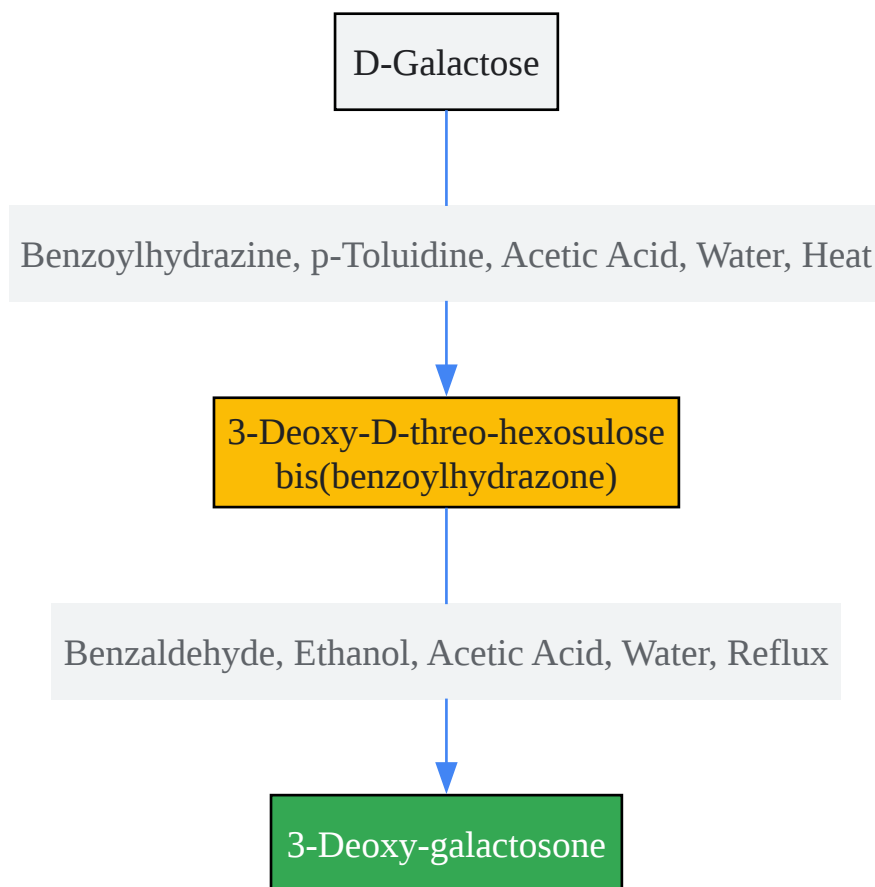 D-Galactose
Benzoylhydrazine, p-Toluidine, Acetic Acid, Water, Heat
3-Deoxy-D-threo-hexosulose
bis(benzoylhydrazone)
Benzaldehyde, Ethanol, Acetic Acid, Water, Reflux
3-Deoxy-galactosone